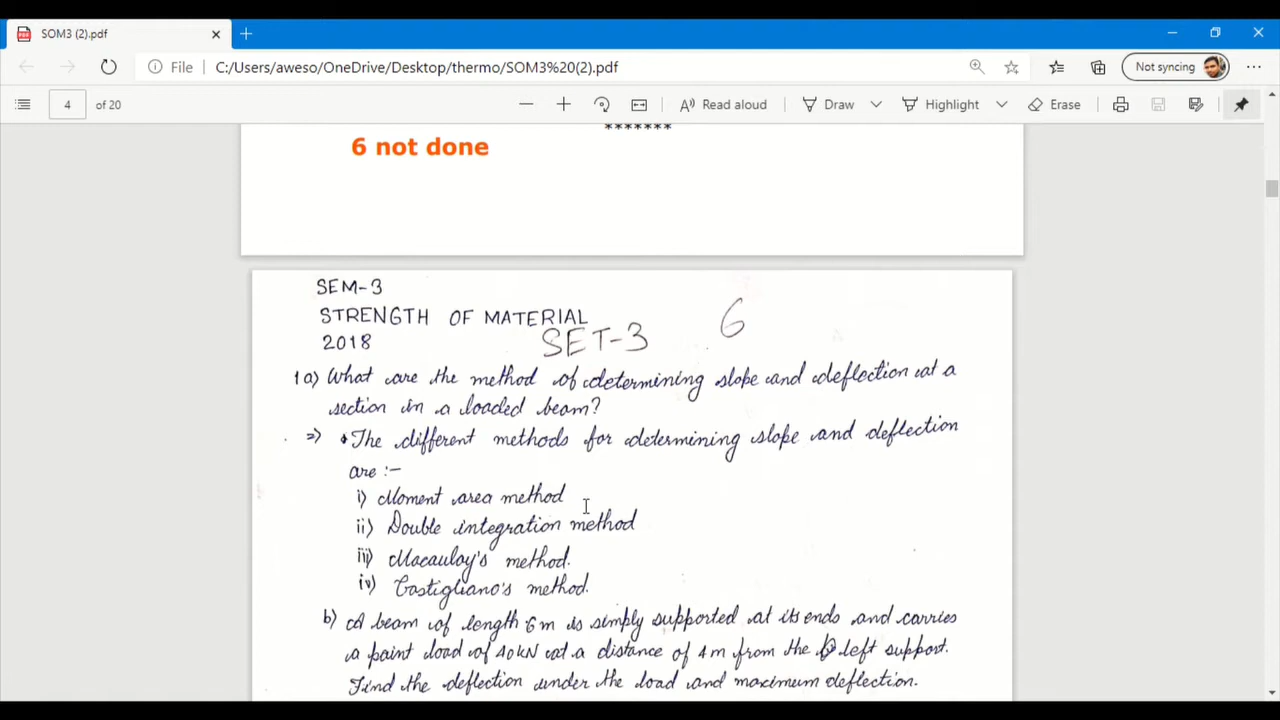 SOM3 (2).pdf
File C:/Users/aweso/OneDrive/Desktop/thermo/SOM3%20(2).pdf Not syncing
4 of 20 Read aloud Draw Highlight Erase
*******
6 not done
SEM-3
STRENGTH OF MATERIAL
2018 SET-3 6
1a) What are the method of determining slope and deflection at a
section in a loaded beam?
=> • The different methods for determining slope and deflection
are :-
i) Moment area method
ii) Double integration method
iii) Macaulay's method.
iv) Castigliano's method.
b) A beam of length 6m is simply supported at its ends and carries
a point load of 40kN at a distance of 4m from the left support.
Find the deflection under the load and maximum deflection.